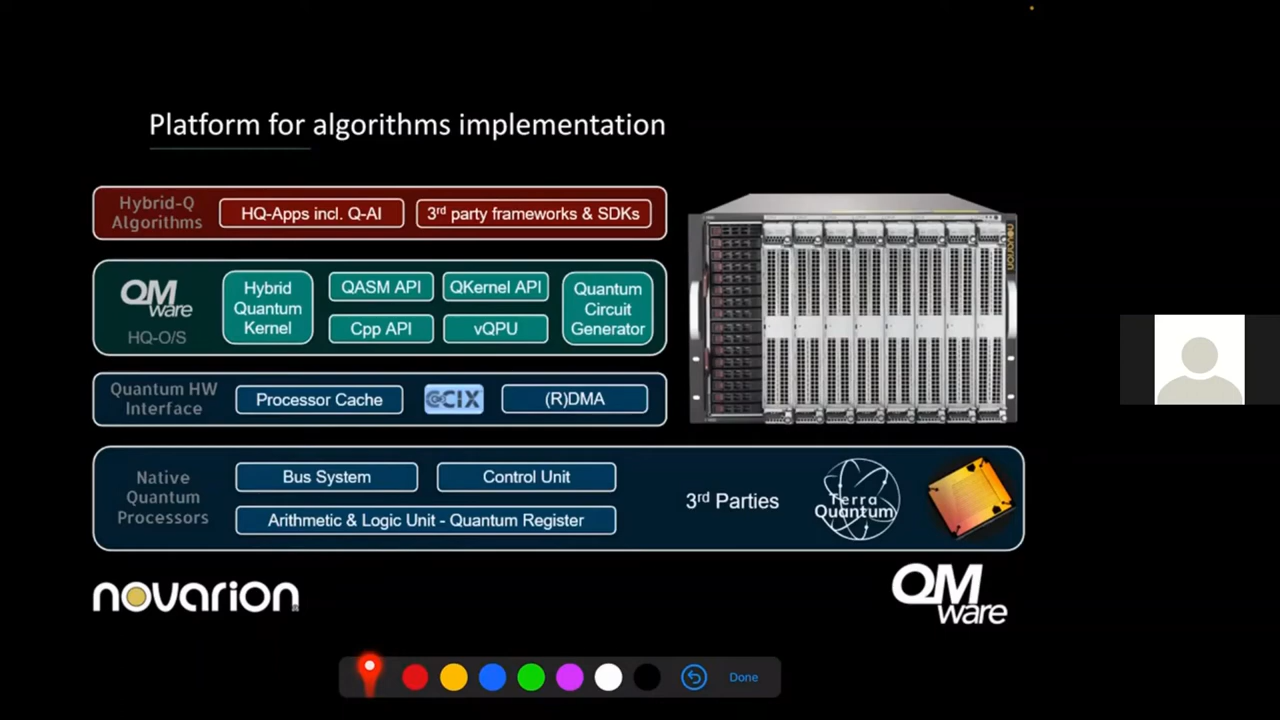 Platform for algorithms implementation
Hybrid-Q
Algorithms
HQ-Apps incl. Q-AI
3rd party frameworks & SDKs
QM
ware
HQ-O/S
Hybrid
Quantum
Kernel
QASM API
QKernel API
Cpp API
vQPU
Quantum
Circuit
Generator
Quantum HW
Interface
Processor Cache
CCIX
(R)DMA
Native
Quantum
Processors
Bus System
Control Unit
Arithmetic & Logic Unit - Quantum Register
3rd Parties
Terra
Quantum
novarion
novarion
QM
ware
Done